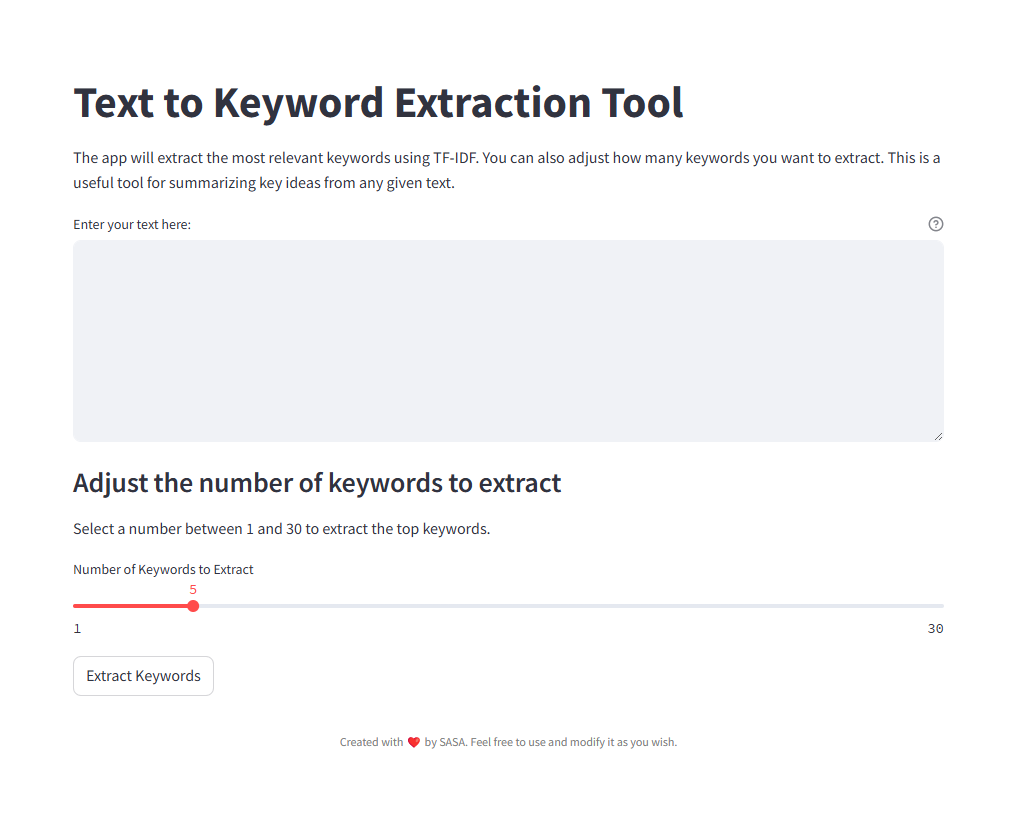 Text to Keyword Extraction Tool
The app will extract the most relevant keywords using TF-IDF. You can also adjust how many keywords you want to extract. This is a
useful tool for summarizing key ideas from any given text.
Enter your text here:
Adjust the number of keywords to extract
Select a number between 1 and 30 to extract the top keywords.
Number of Keywords to Extract
5
1 30
Extract Keywords
Created with ❤️ by SASA. Feel free to use and modify it as you wish.